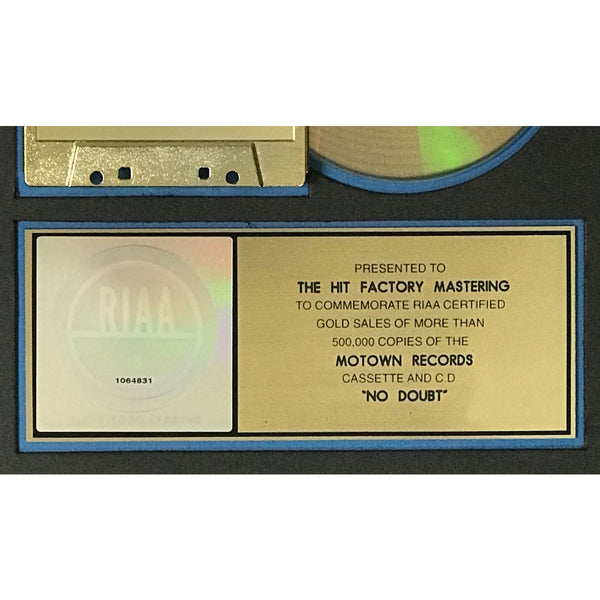 RIAA
1064831
PRESENTED TO
THE HIT FACTORY MASTERING
TO COMMEMORATE RIAA CERTIFIED
GOLD SALES OF MORE THAN
500,000 COPIES OF THE
MOTOWN RECORDS
CASSETTE AND C.D
"NO DOUBT"